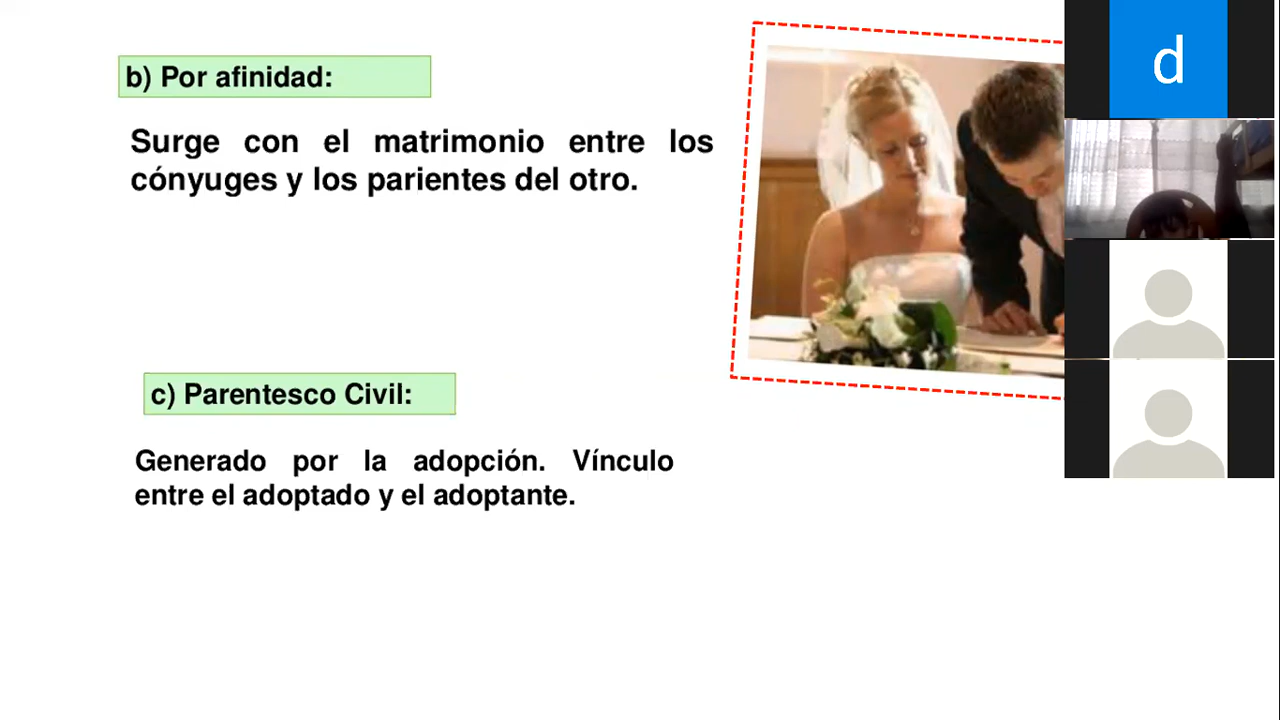 b) Por afinidad:
Surge con el matrimonio entre los
cónyuges y los parientes del otro.
c) Parentesco Civil:
Generado por la adopción. Vínculo
entre el adoptado y el adoptante.
d